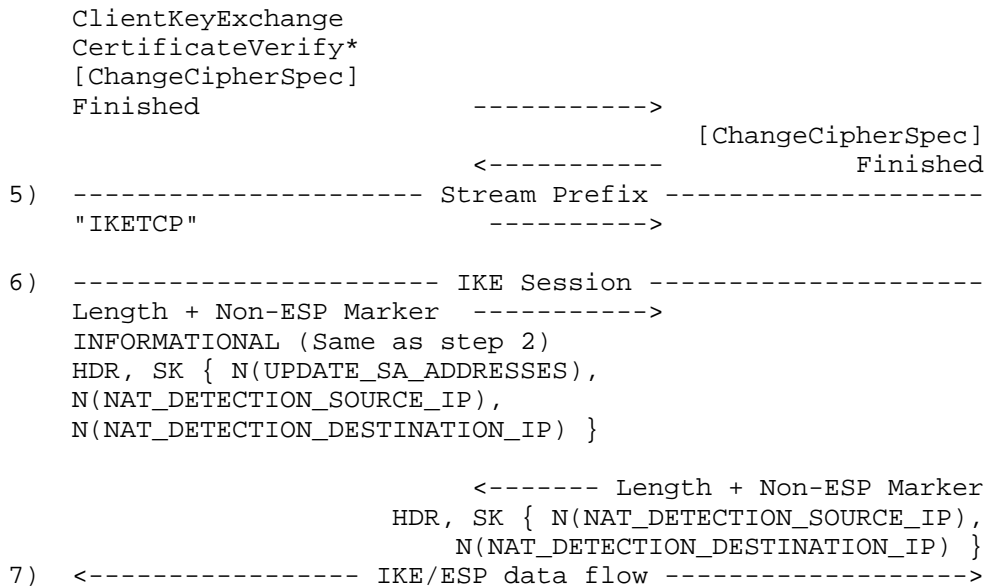 ClientKeyExchange
    CertificateVerify*
    [ChangeCipherSpec]
    Finished                 ----------->
                                           [ChangeCipherSpec]
                             <-----------            Finished
5)  ---------------------- Stream Prefix --------------------
    "IKETCP"                  ---------->
6)  ----------------------- IKE Session ---------------------
    Length + Non-ESP Marker  ----------->
    INFORMATIONAL (Same as step 2)
    HDR, SK { N(UPDATE_SA_ADDRESSES),
    N(NAT_DETECTION_SOURCE_IP),
    N(NAT_DETECTION_DESTINATION_IP) }
                             <------- Length + Non-ESP Marker
                        HDR, SK { N(NAT_DETECTION_SOURCE_IP),
                            N(NAT_DETECTION_DESTINATION_IP) }
7)  <----------------- IKE/ESP data flow ------------------->